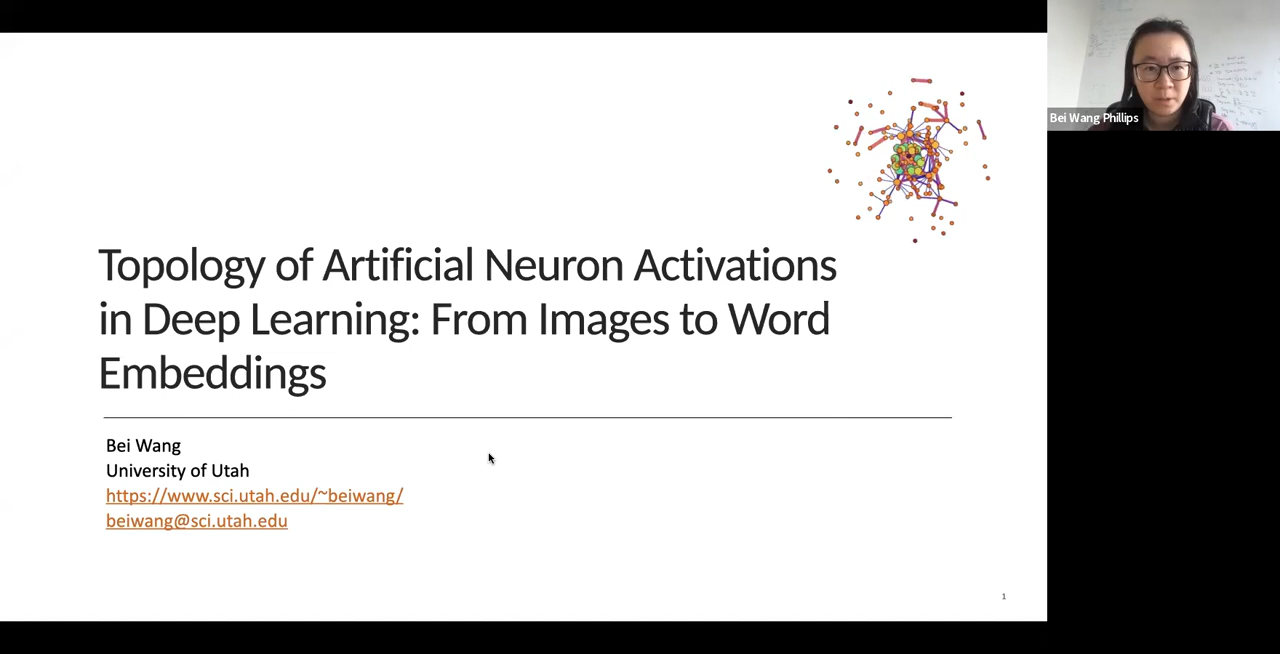 Topology of Artificial Neuron Activations
in Deep Learning: From Images to Word
Embeddings
Bei Wang
University of Utah
https://www.sci.utah.edu/~beiwang/
beiwang@sci.utah.edu
1
Bei Wang Phillips